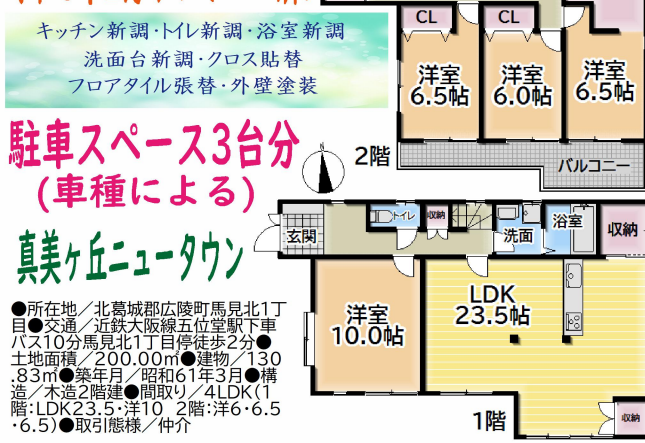 キッチン新調・トイレ新調・浴室新調
洗面台新調・クロス貼替
フロアタイル張替・外壁塗装
駐車スペース3台分
(車種による)
真美ヶ丘ニュータウン
●所在地／北葛城郡広陵町馬見北1丁
目●交通／近鉄大阪線五位堂駅下車
バス10分馬見北1丁目停徒歩2分●
土地面積／200.00㎡●建物／130
.83㎡●築年月／昭和61年3月●構
造／木造2階建●間取り／4LDK(1
階:LDK23.5・洋10 2階:洋6・6.5
・6.5)●取引態様／仲介
CL
CL
洋室
6.5帖
洋室
6.0帖
洋室
6.5帖
2階
バルコニー
玄関
トイレ
収納
洗面
浴室
収納
洋室
10.0帖
LDK
23.5帖
収納
1階